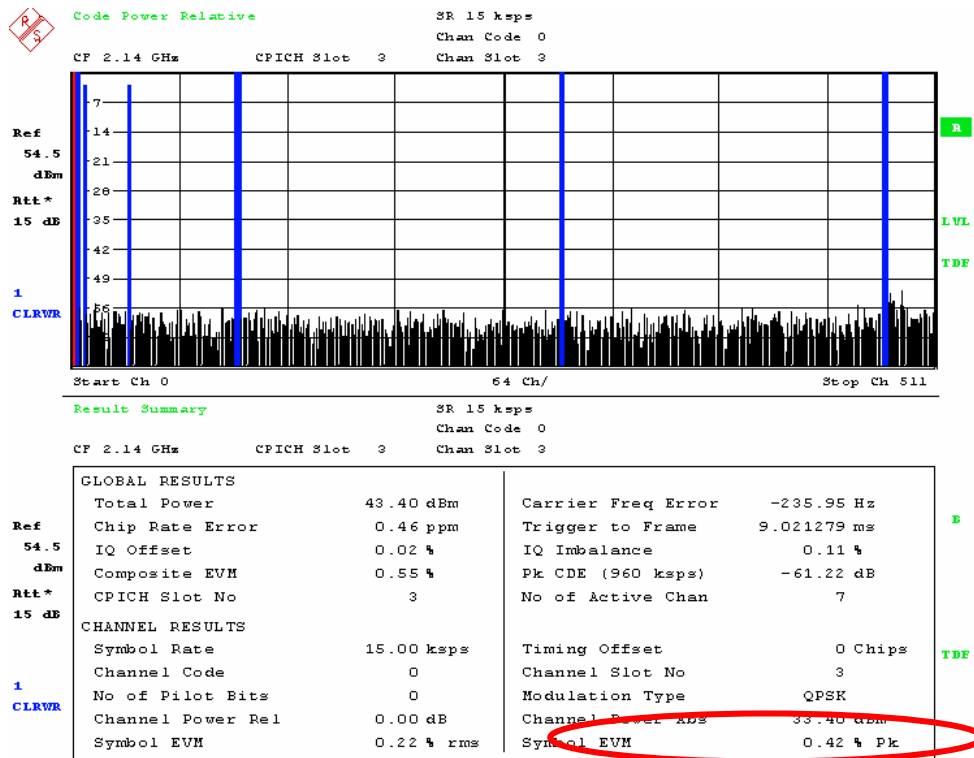 Code Power Relative SR 15 ksps
Chan Code 0
CF 2.14 GHz CPICH Slot 3 Chan Slot 3
R S
Ref
54.5
dBm
Att*
15 dB
1
CLRWR
-7
-14
-21
-28
-35
-42
-49
-56
R
LVL
TDF
Start Ch 0 64 Ch/ Stop Ch 511
Result Summary SR 15 ksps
Chan Code 0
CF 2.14 GHz CPICH Slot 3 Chan Slot 3
Ref
54.5
dBm
Att*
15 dB
1
CLRWR
GLOBAL RESULTS
Total Power 43.40 dBm Carrier Freq Error -235.95 Hz
Chip Rate Error 0.46 ppm Trigger to Frame 9.021279 ms
IQ Offset 0.02 % IQ Imbalance 0.11 %
Composite EVM 0.55 % Pk CDE (960 ksps) -61.22 dB
CPICH Slot No 3 No of Active Chan 7
CHANNEL RESULTS
Symbol Rate 15.00 ksps Timing Offset 0 Chips
Channel Code 0 Channel Slot No 3
No of Pilot Bits 0 Modulation Type QPSK
Channel Power Rel 0.00 dB Channel Power Abs 33.40 dBm
Symbol EVM 0.22 % rms Symbol EVM 0.42 % Pk
B
TDF